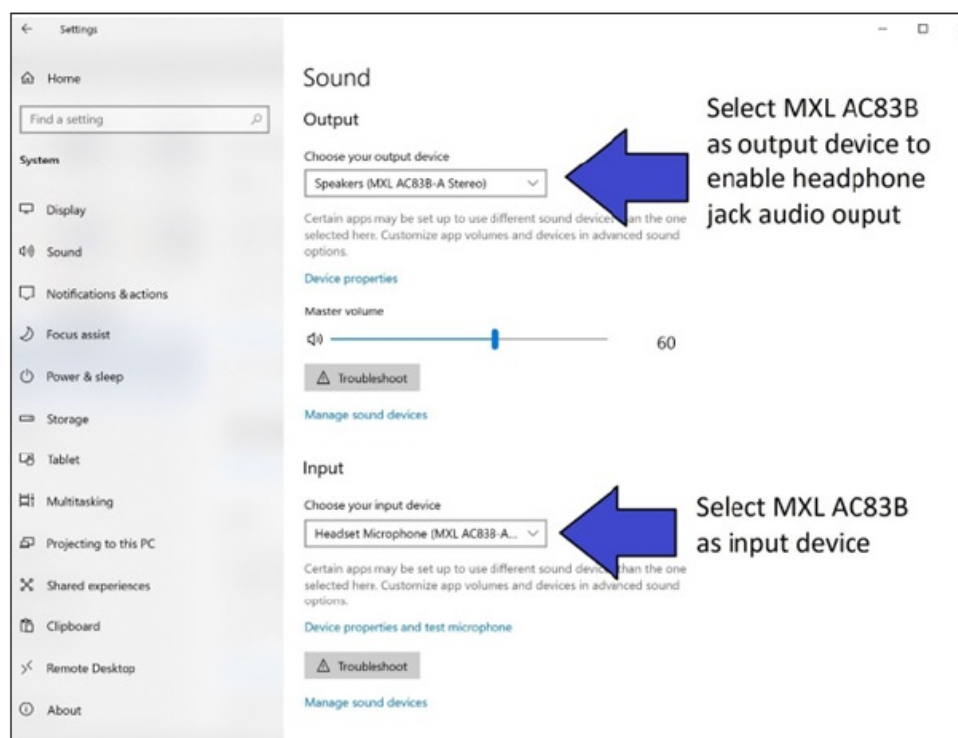 Settings
Home
Find a setting
System
Display
Sound
Notifications & actions
Focus assist
Power & sleep
Storage
Tablet
Multitasking
Projecting to this PC
Shared experiences
Clipboard
Remote Desktop
About
Sound
Output
Choose your output device
Speakers (MXL AC83B-A Stereo)
Certain apps may be set up to use different sound devices than the one
selected here. Customize app volumes and devices in advanced sound
options.
Device properties
Master volume
60
Troubleshoot
Manage sound devices
Input
Choose your input device
Headset Microphone (MXL AC83B-A...
Certain apps may be set up to use different sound devices than the one
selected here. Customize app volumes and devices in advanced sound
options.
Device properties and test microphone
Troubleshoot
Manage sound devices
Select MXL AC83B
as output device to
enable headphone
jack audio ouput
Select MXL AC83B
as input device